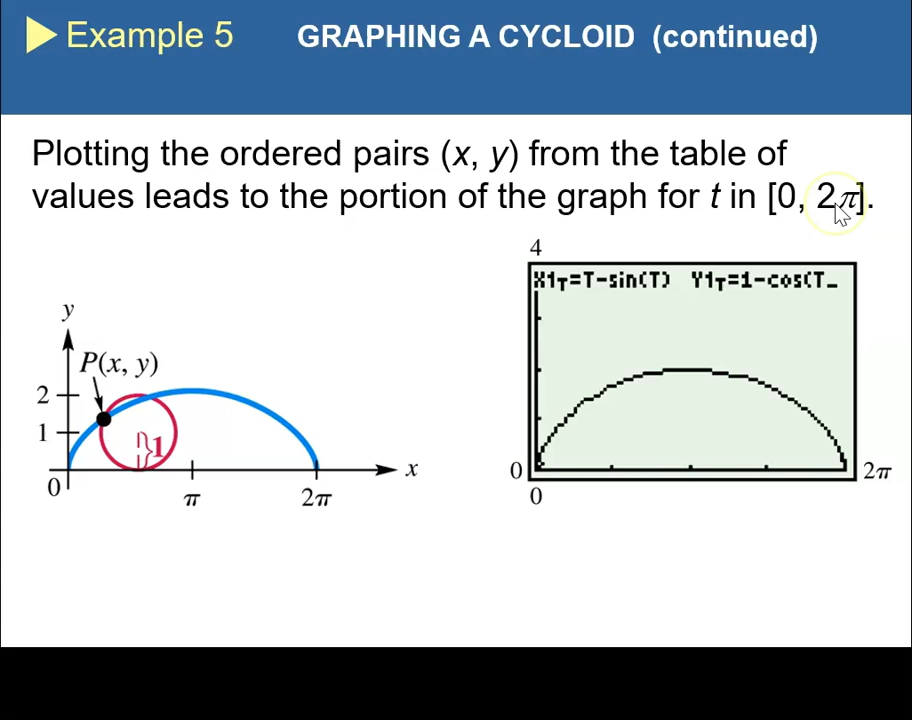 Example 5 GRAPHING A CYCLOID (continued)
Plotting the ordered pairs (x, y) from the table of
values leads to the portion of the graph for t in [0, 2π].
4
X1T=T-sin(T) Y1T=1-cos(T_
y
P(x, y)
2
1
}1
x
0
π
2π
0
2π
0